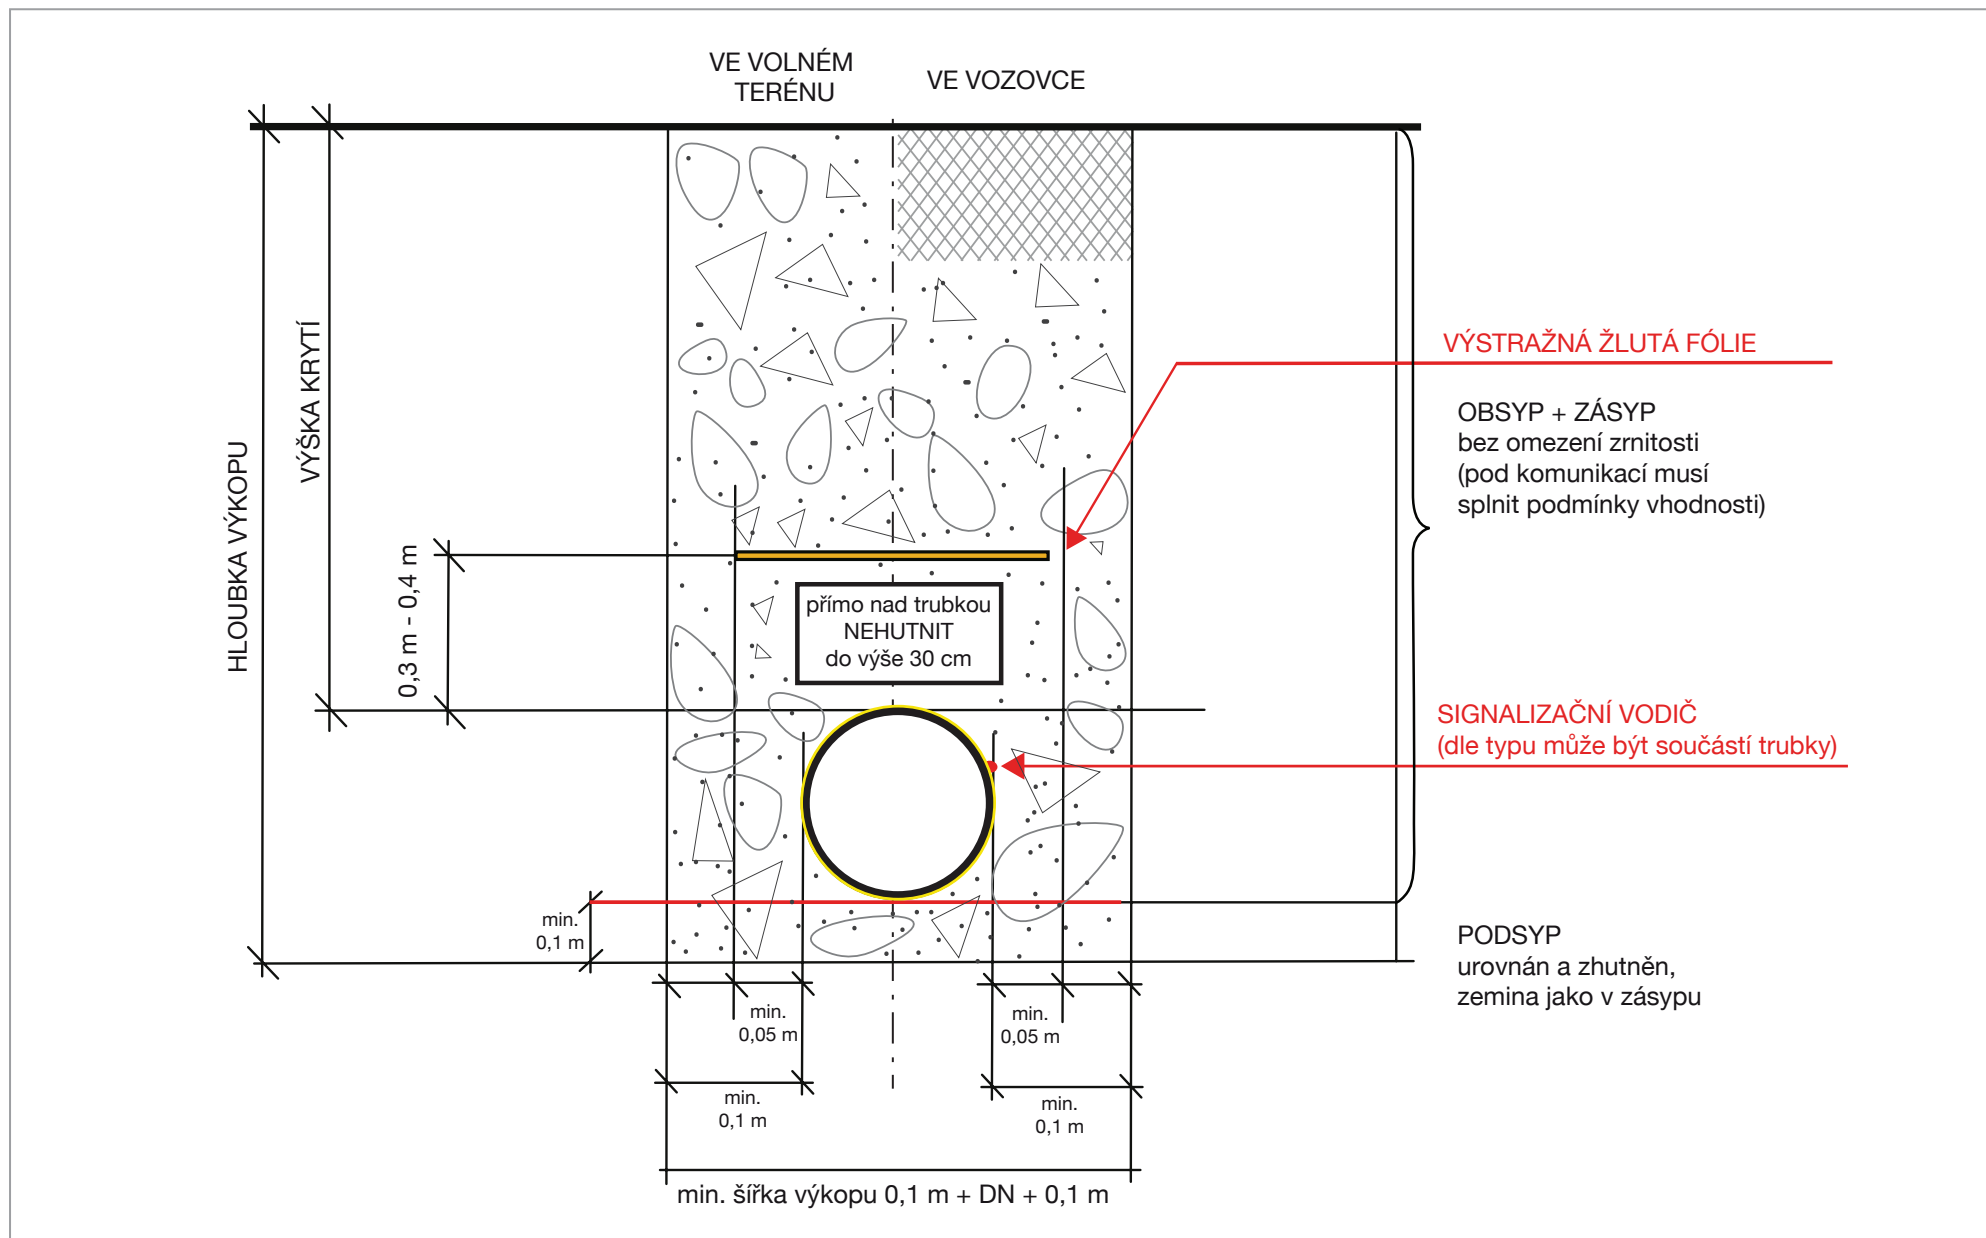 VE VOLNÉM
TERÉNU
VE VOZOVCE
HLOUBKA VÝKOPU
VÝŠKA KRYTÍ
0,3 m - 0,4 m
VÝSTRAŽNÁ ŽLUTÁ FÓLIE
OBSYP + ZÁSYP
bez omezení zrnitosti
(pod komunikací musí
splnit podmínky vhodnosti)
přímo nad trubkou
NEHUTNIT
do výše 30 cm
SIGNALIZAČNÍ VODIČ
(dle typu může být součástí trubky)
min.
0,1 m
PODSYP
urovnán a zhutněn,
zemina jako v zásypu
min.
0,05 m
min.
0,05 m
min.
0,1 m
min.
0,1 m
min. šířka výkopu 0,1 m + DN + 0,1 m